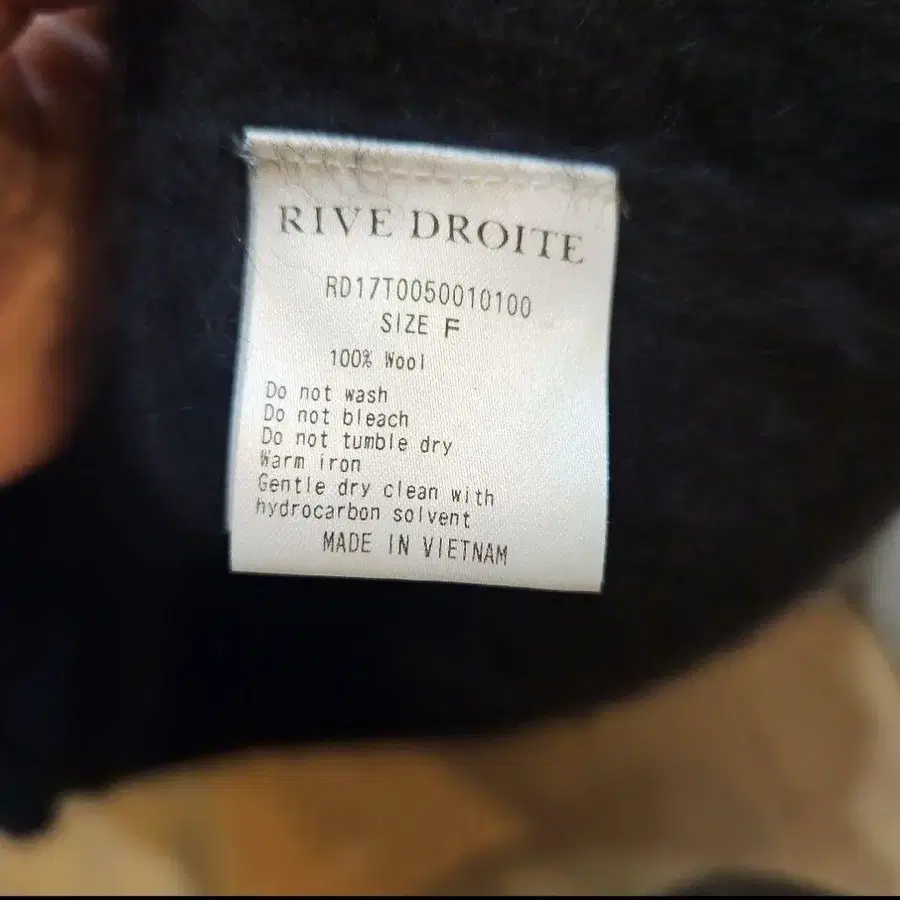 RIVE DROITE
RD17T0050010100
SIZE F
100% Wool
Do not wash
Do not bleach
Do not tumble dry
Warm iron
Gentle dry clean with
hydrocarbon solvent
MADE IN VIETNAM